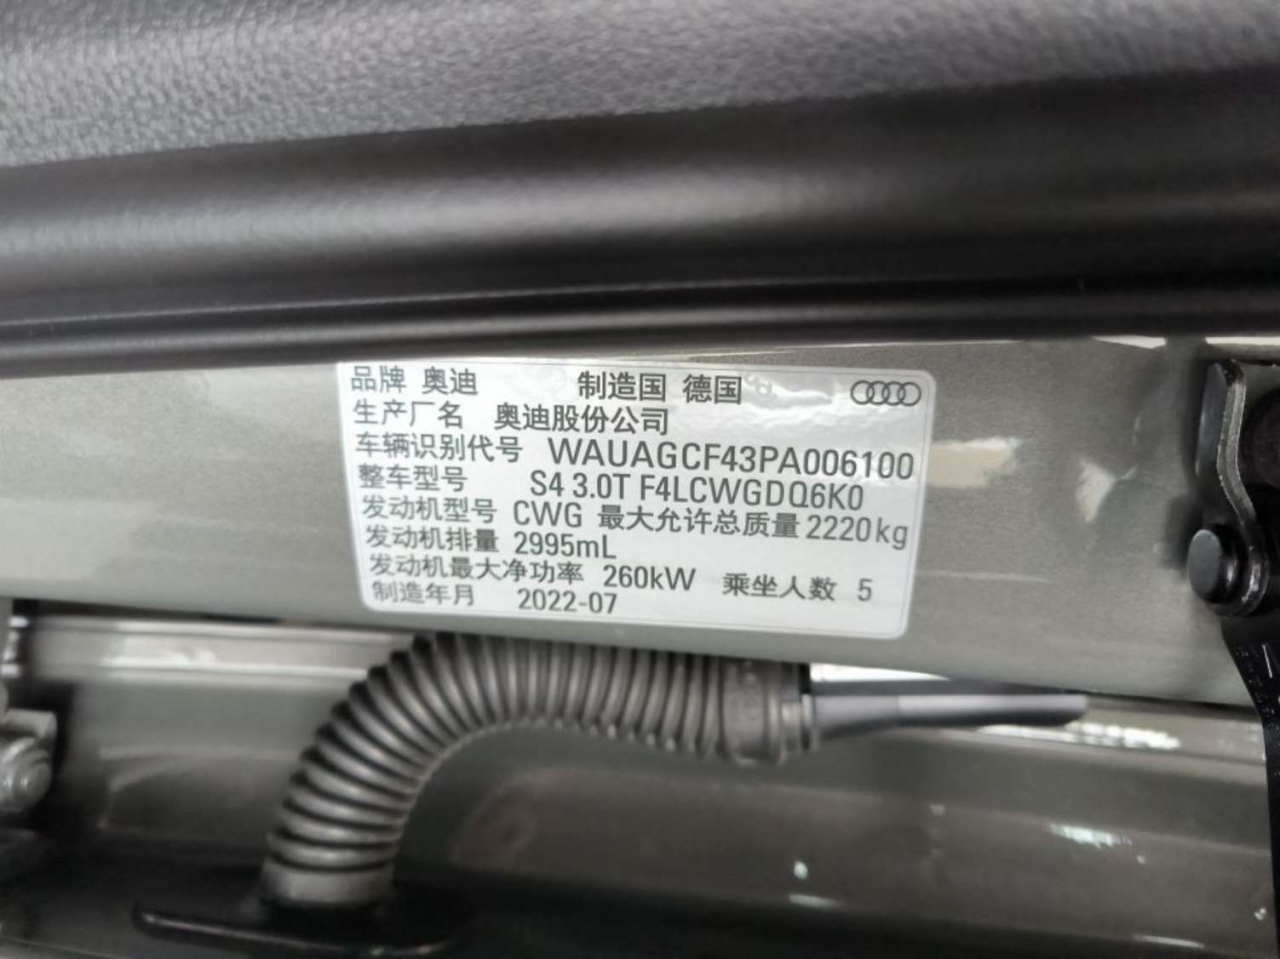 品牌 奥迪 制造国 德国
生产厂名 奥迪股份公司
车辆识别代号 WAUAGCF43PA006100
整车型号 S4 3.0T F4LCWGDQ6K0
发动机型号 CWG 最大允许总质量 2220kg
发动机排量 2995mL
发动机最大净功率 260kW 乘坐人数 5
制造年月 2022-07